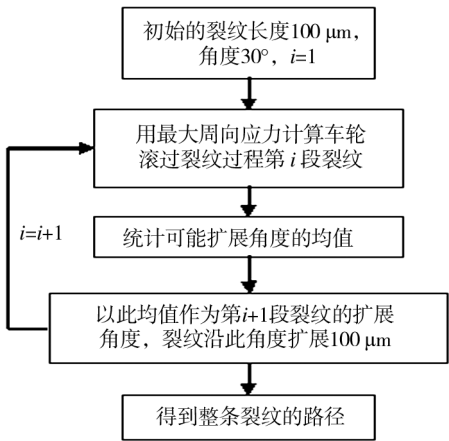 初始的裂纹长度100 μm,
角度30°，i=1
用最大周向应力计算车轮
滚过裂纹过程第 i 段裂纹
i=i+1
统计可能扩展角度的均值
以此均值作为第i+1段裂纹的扩展
角度，裂纹沿此角度扩展100 μm
得到整条裂纹的路径